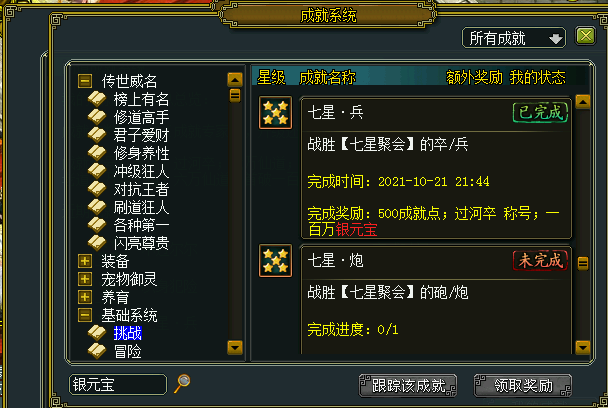 成就系统
所有成就
传世威名
榜上有名
修道高手
君子爱财
修身养性
冲级狂人
对抗王者
刷道狂人
各种第一
闪亮尊贵
装备
宠物御灵
养育
基础系统
挑战
冒险
星级 成就名称 额外奖励 我的状态
七星·兵 已完成
战胜【七星聚会】的卒/兵
完成时间：2021-10-21 21:44
完成奖励：500成就点；过河卒 称号；一
百万银元宝
七星·炮 未完成
战胜【七星聚会】的砲/炮
完成进度：0/1
银元宝
跟踪该成就 领取奖励